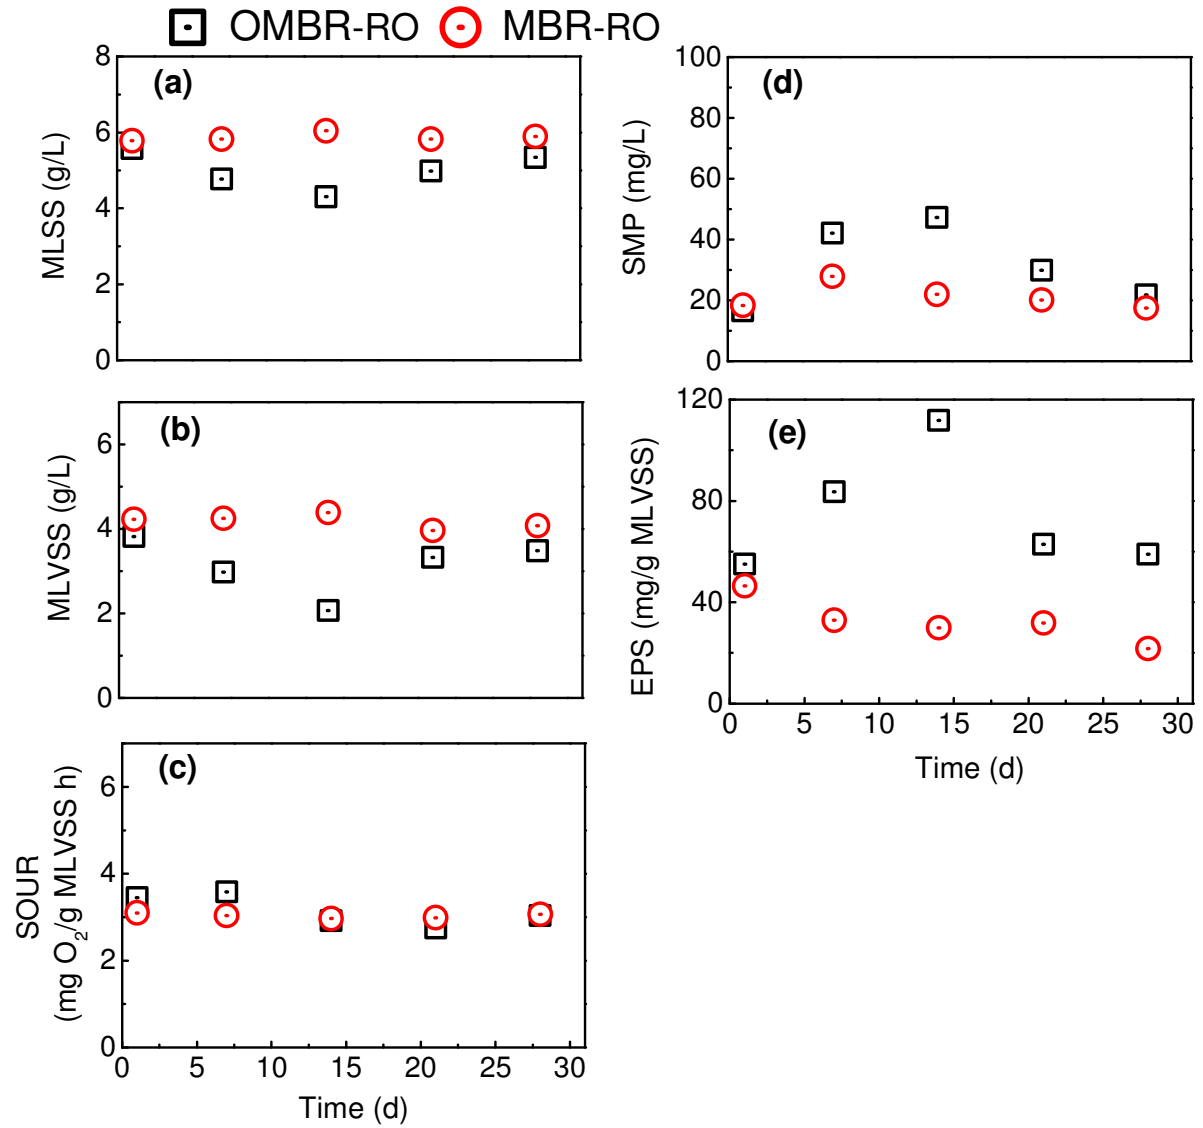 OMBR-RO MBR-RO
(a)
MLSS (g/L)
8
6
4
2
0
(b)
MLVSS (g/L)
6
4
2
0
(c)
SOUR
(mg O₂/g MLVSS h)
6
4
2
0
0 5 10 15 20 25 30
Time (d)
(d)
SMP (mg/L)
100
80
60
40
20
0
(e)
EPS (mg/g MLVSS)
120
80
40
0
0 5 10 15 20 25 30
Time (d)